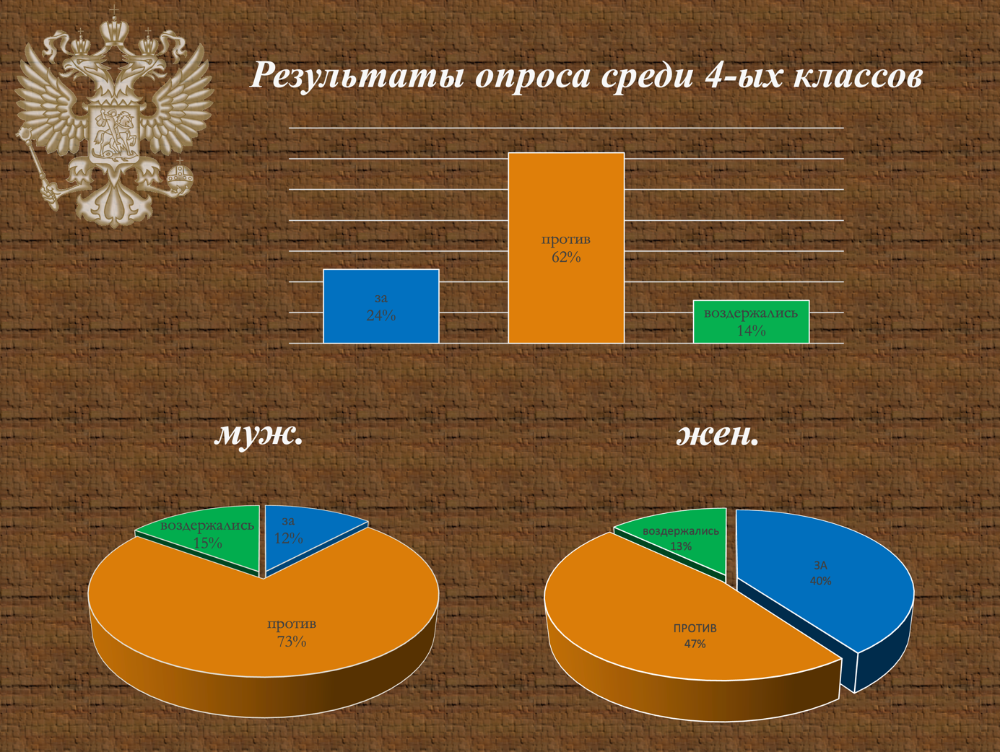 Результаты опроса среди 4-ых классов
за
24%
против
62%
воздержались
14%
муж.
жен.
воздержались
15%
за
12%
против
73%
воздержались
13%
ЗА
40%
ПРОТИВ
47%